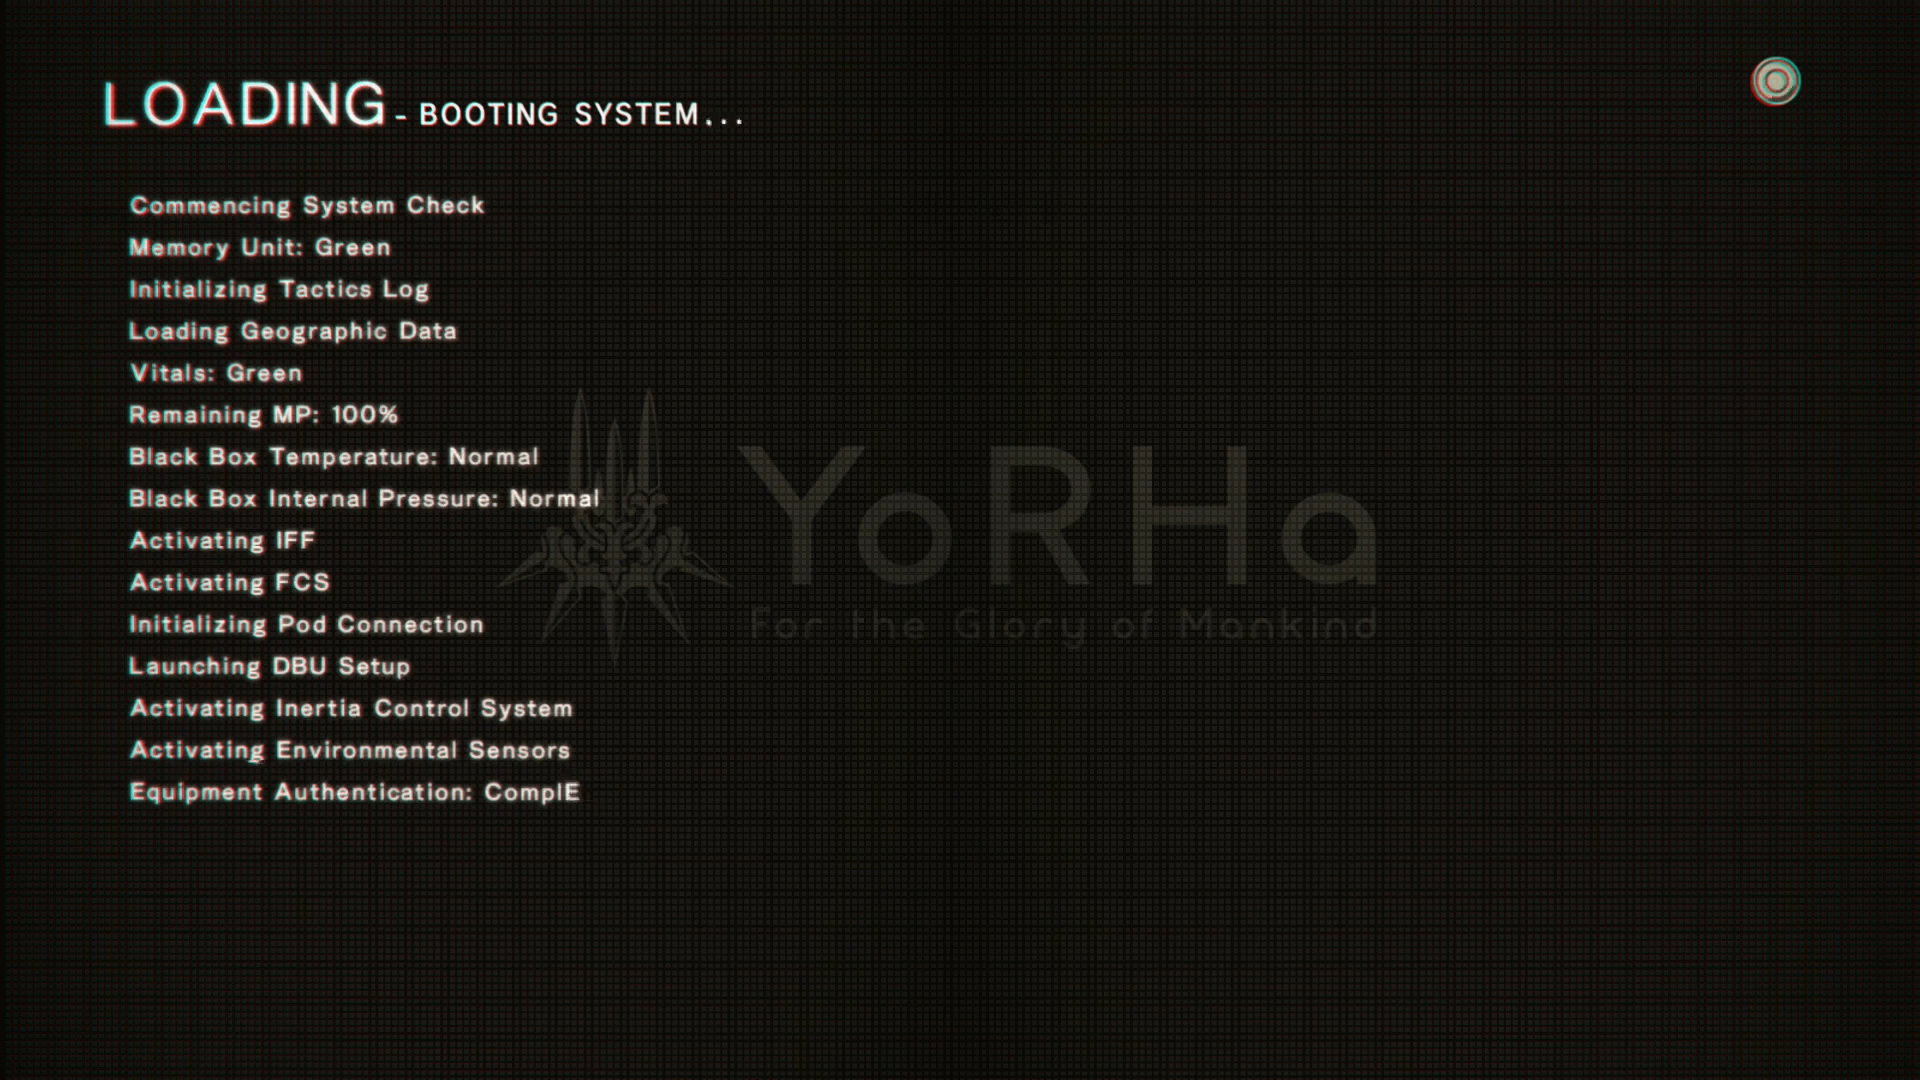 LOADING - BOOTING SYSTEM...
Commencing System Check
Memory Unit: Green
Initializing Tactics Log
Loading Geographic Data
Vitals: Green
Remaining MP: 100%
Black Box Temperature: Normal
Black Box Internal Pressure: Normal
Activating IFF
Activating FCS
Initializing Pod Connection
Launching DBU Setup
Activating Inertia Control System
Activating Environmental Sensors
Equipment Authentication: ComplE
YoRHa
For the Glory of Mankind